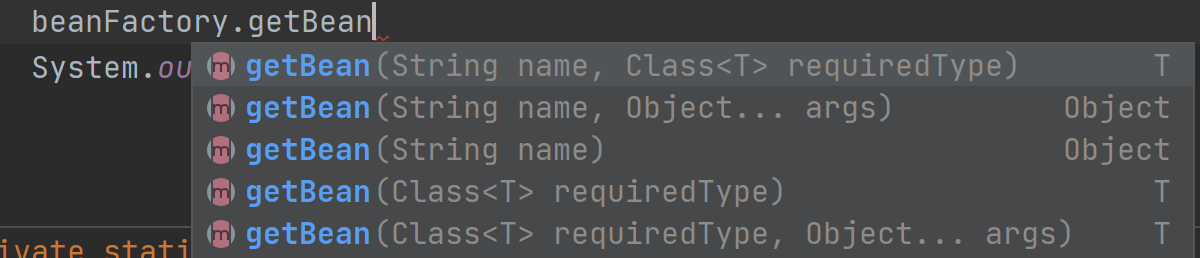 beanFactory.getBean
System.ou
m getBean(String name, Class<T> requiredType) T
m getBean(String name, Object... args) Object
m getBean(String name) Object
m getBean(Class<T> requiredType) T
m getBean(Class<T> requiredType, Object... args) T
ivate stati